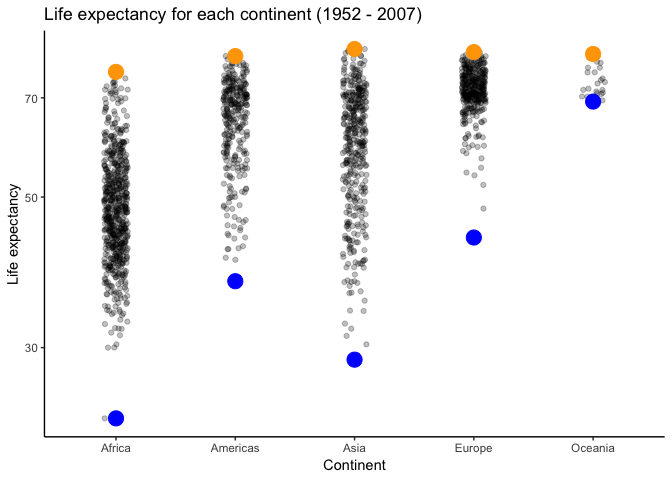 Life expectancy for each continent (1952 - 2007)
70
50
30
Life expectancy
Africa
Americas
Asia
Europe
Oceania
Continent